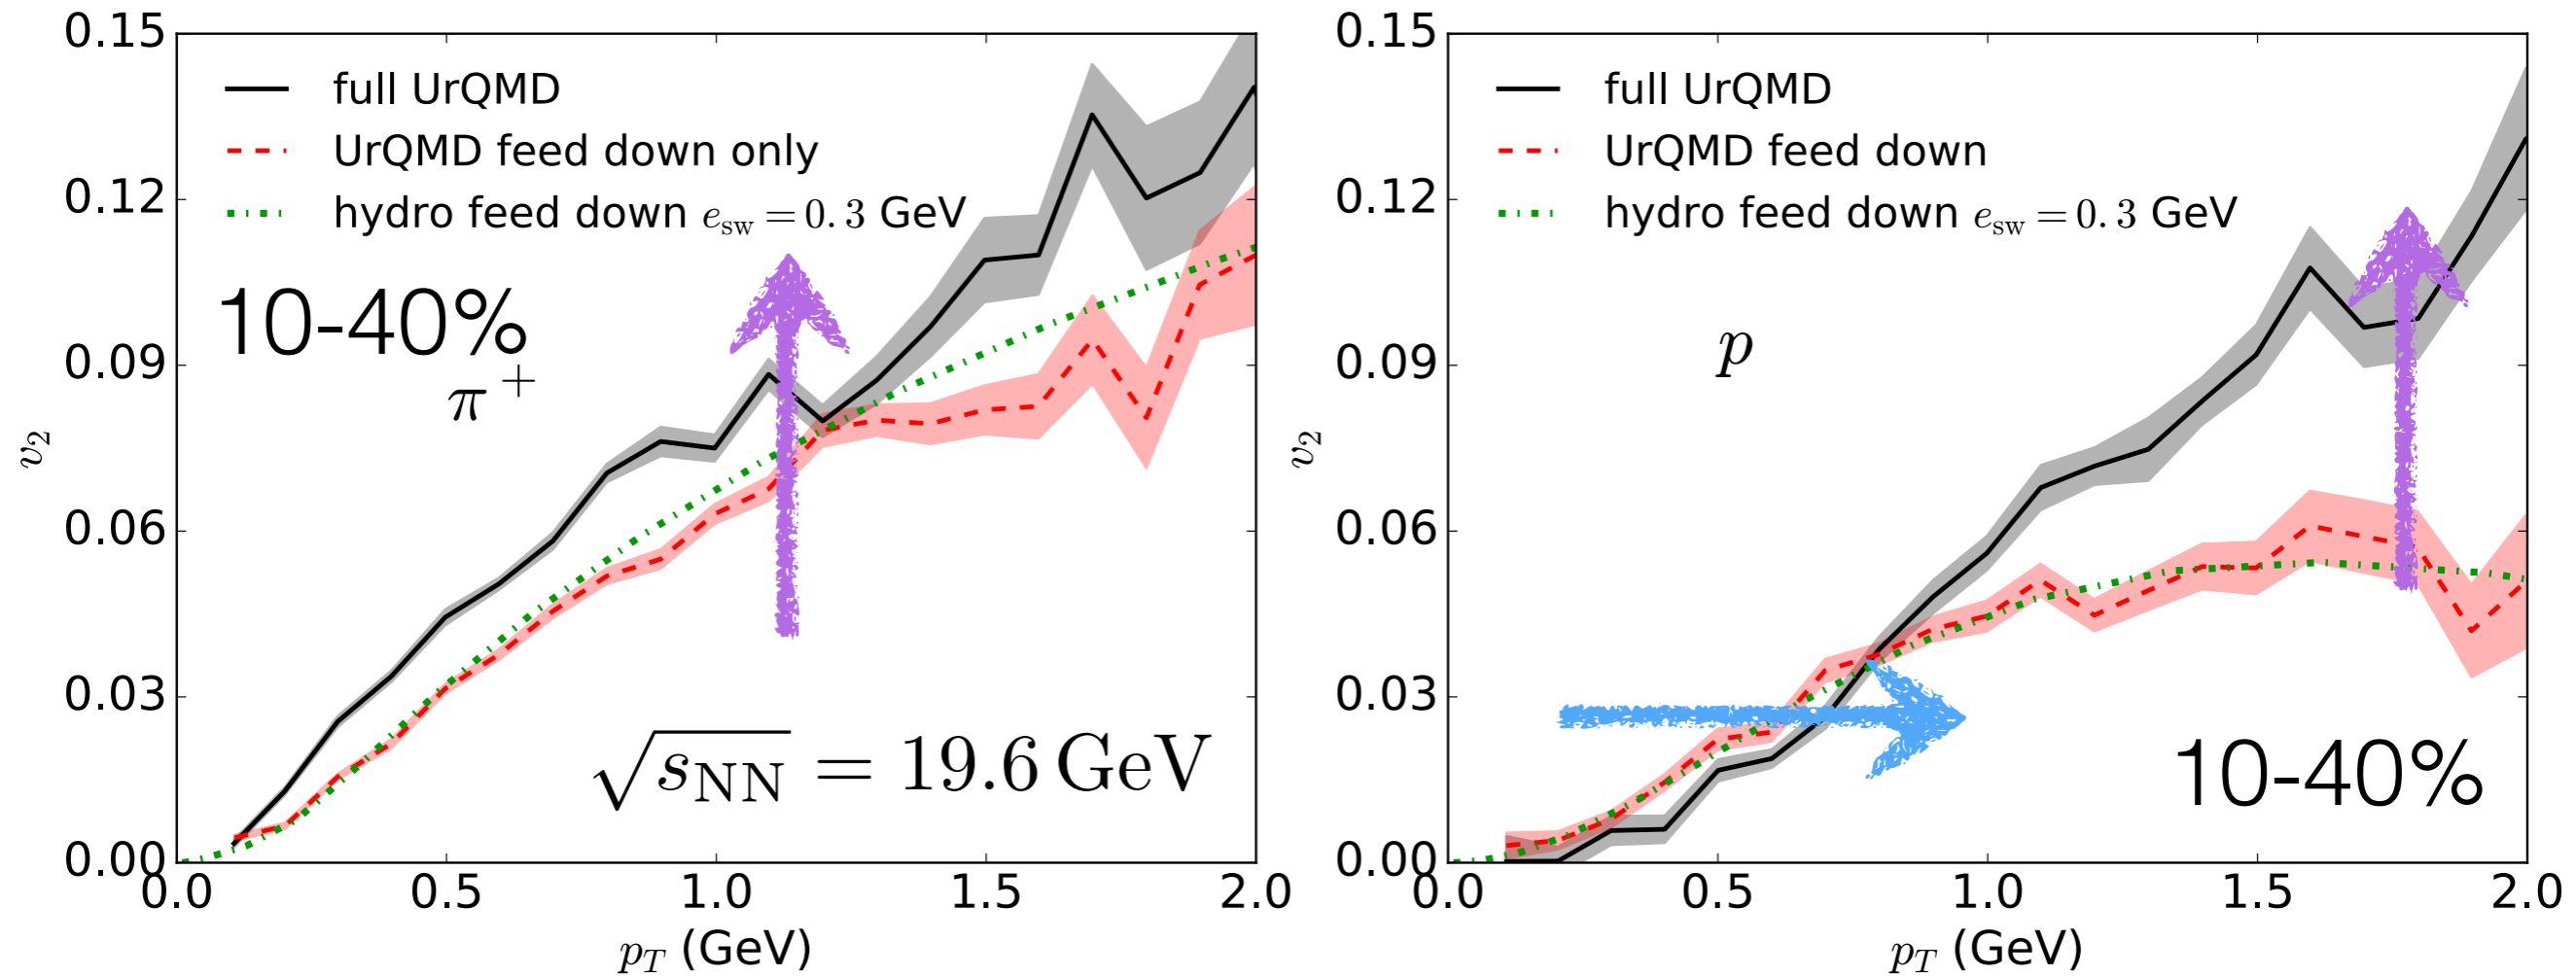 0.15
0.12
0.09
0.06
0.03
0.00
v₂
full UrQMD
UrQMD feed down only
hydro feed down e_sw = 0.3 GeV
10-40%
π⁺
√s_NN = 19.6 GeV
0.0 0.5 1.0 1.5 2.0
p_T (GeV)
0.15
0.12
0.09
0.06
0.03
0.00
v₂
full UrQMD
UrQMD feed down
hydro feed down e_sw = 0.3 GeV
p
10-40%
0.0 0.5 1.0 1.5 2.0
p_T (GeV)